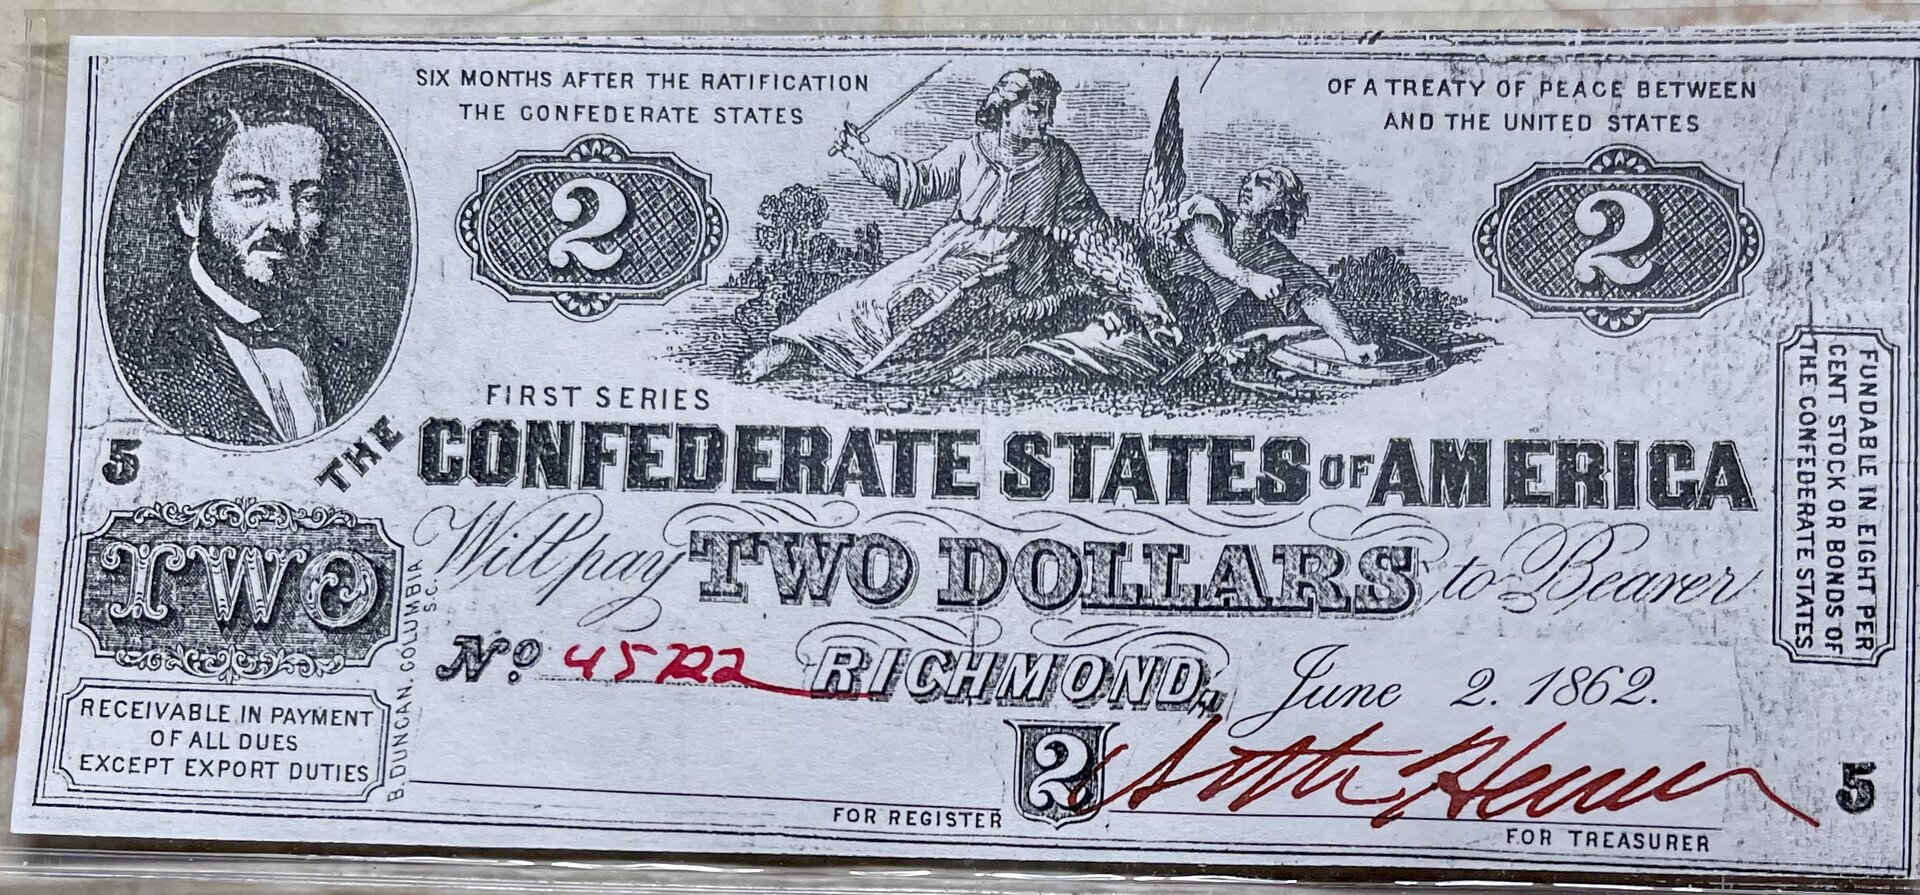 SIX MONTHS AFTER THE RATIFICATION OF A TREATY OF PEACE BETWEEN
THE CONFEDERATE STATES AND THE UNITED STATES
2
2
FIRST SERIES
5
THE CONFEDERATE STATES OF AMERICA
Will pay TWO DOLLARS to Bearer
TWO
No. 45722 RICHMOND, June 2. 1862.
RECEIVABLE IN PAYMENT
OF ALL DUES
EXCEPT EXPORT DUTIES
B. DUNCAN. COLUMBIA
S.C.
FUNDABLE IN EIGHT PER
CENT STOCK OR BONDS OF
THE CONFEDERATE STATES
2
5
FOR REGISTER
FOR TREASURER